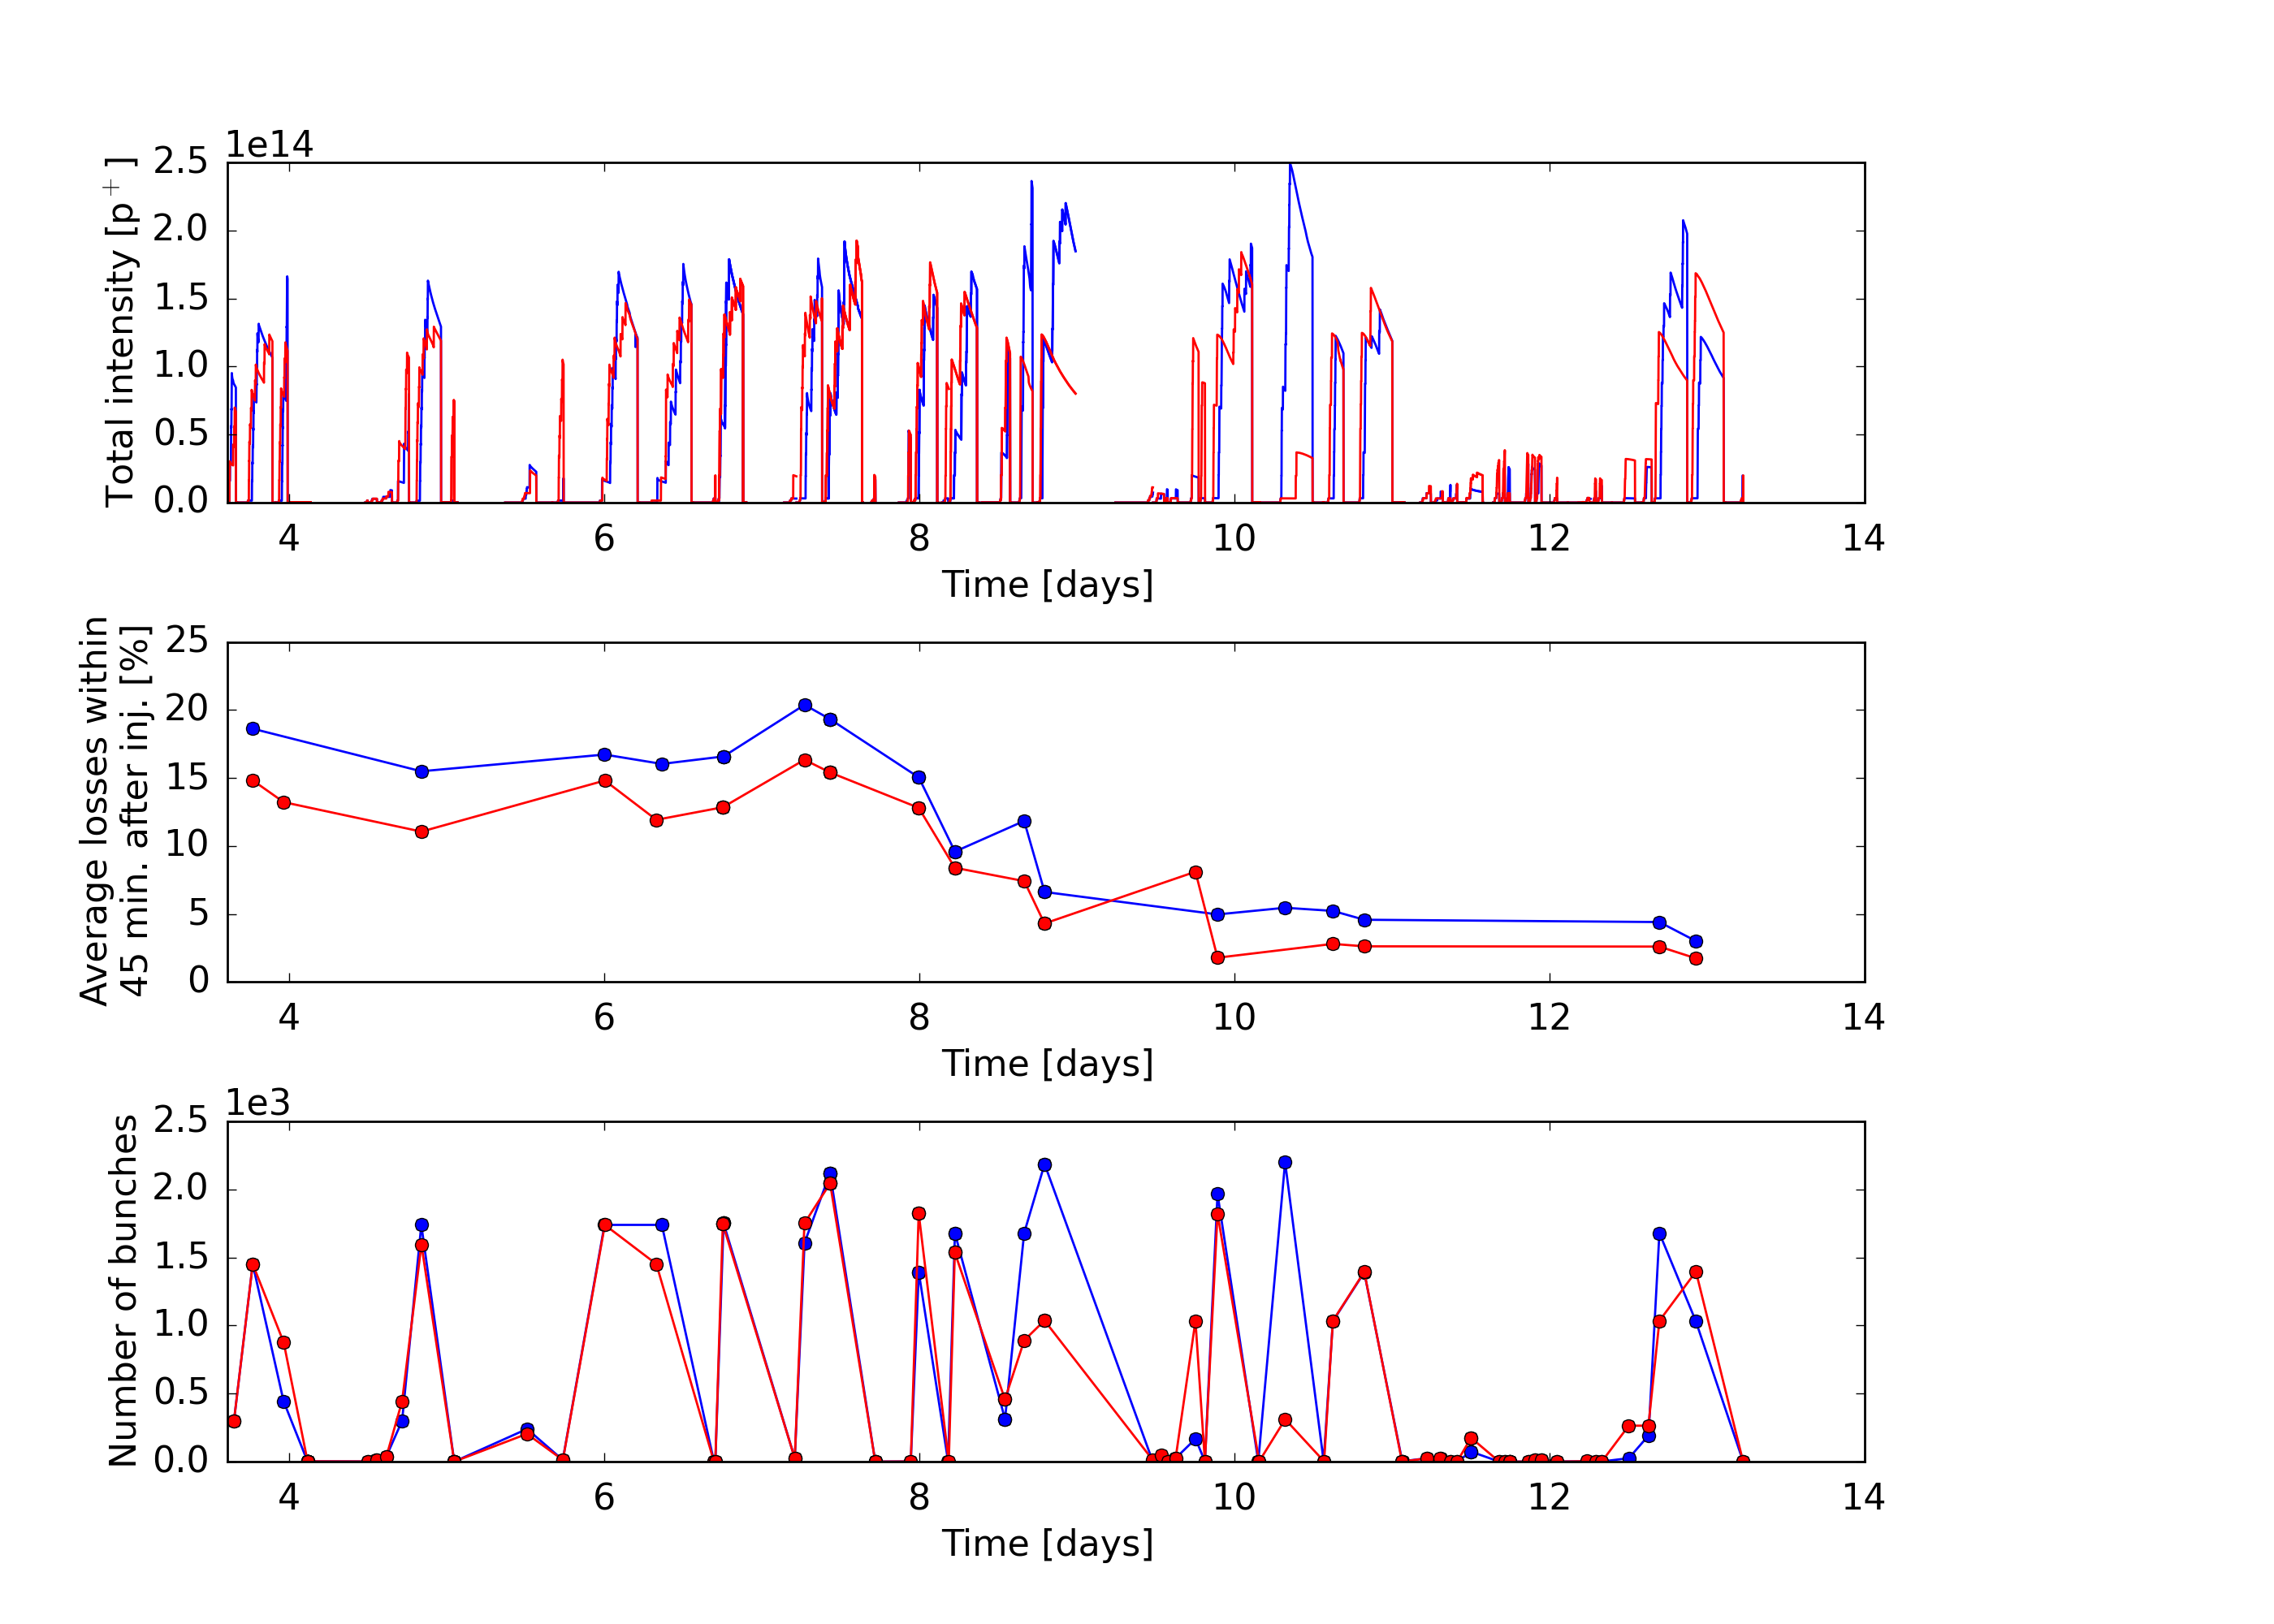 1e14
Total intensity [p⁺]
2.5
2.0
1.5
1.0
0.5
0.0
4 6 8 10 12 14
Time [days]
Average losses within
45 min. after inj. [%]
25
20
15
10
5
0
4 6 8 10 12 14
Time [days]
1e3
Number of bunches
2.5
2.0
1.5
1.0
0.5
0.0
4 6 8 10 12 14
Time [days]